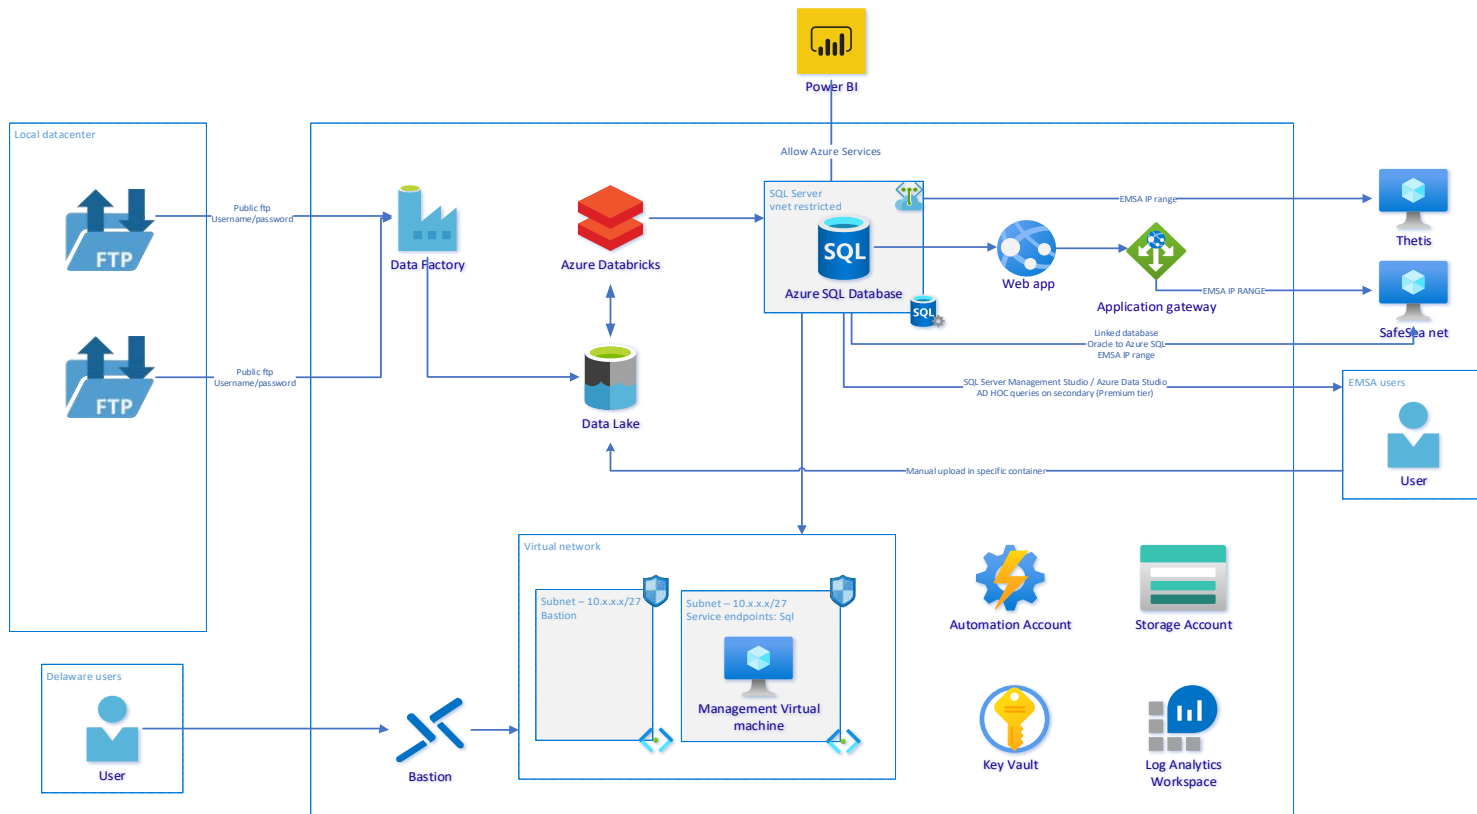 Power BI
Local datacenter
Allow Azure Services
FTP
Public ftp
Username/password
Data Factory
Azure Databricks
SQL Server
vnet restricted
SQL
Azure SQL Database
SQL
EMSA IP range
Thetis
Web app
Application gateway
EMSA IP RANGE
SafeSea net
Linked database
Oracle to Azure SQL
EMSA IP range
FTP
Public ftp
Username/password
Data Lake
SQL Server Management Studio / Azure Data Studio
AD HOC queries on secondary (Premium tier)
EMSA users
User
Manual upload in specific container
Virtual network
Subnet – 10.x.x.x/27
Bastion
Subnet – 10.x.x.x/27
Service endpoints: Sql
Management Virtual
machine
Automation Account
Storage Account
Delaware users
User
Bastion
Key Vault
Log Analytics
Workspace